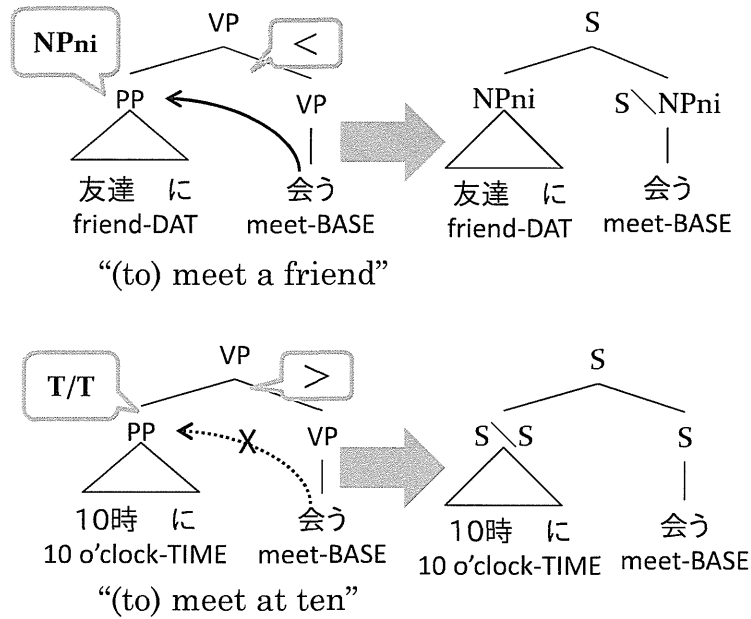 VP S
NPni <
PP VP NPni S\NPni
友達 に 会う 友達 に 会う
friend-DAT meet-BASE friend-DAT meet-BASE
“(to) meet a friend”
VP S
T/T >
PP X VP S\S S
10時 に 会う 10時 に 会う
10 o’clock-TIME meet-BASE 10 o’clock-TIME meet-BASE
“(to) meet at ten”